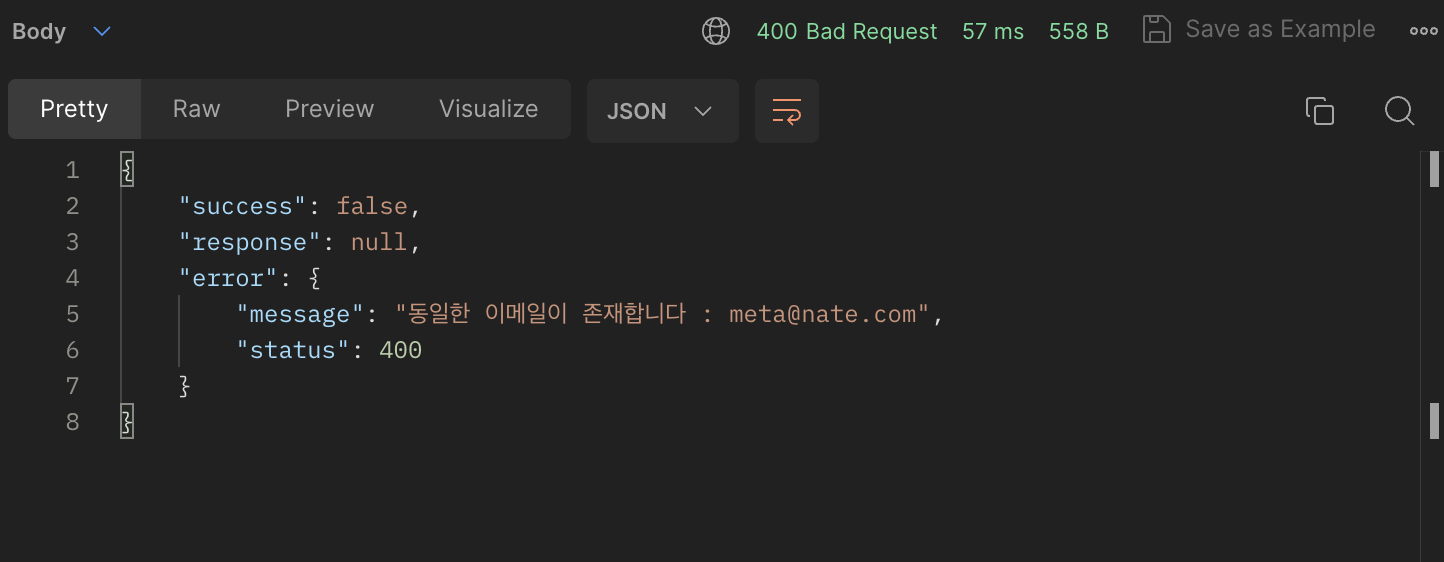 Body 400 Bad Request 57 ms 558 B Save as Example
Pretty Raw Preview Visualize JSON
1 {
2 "success": false,
3 "response": null,
4 "error": {
5 "message": "동일한 이메일이 존재합니다 : meta@nate.com",
6 "status": 400
7 }
8 }